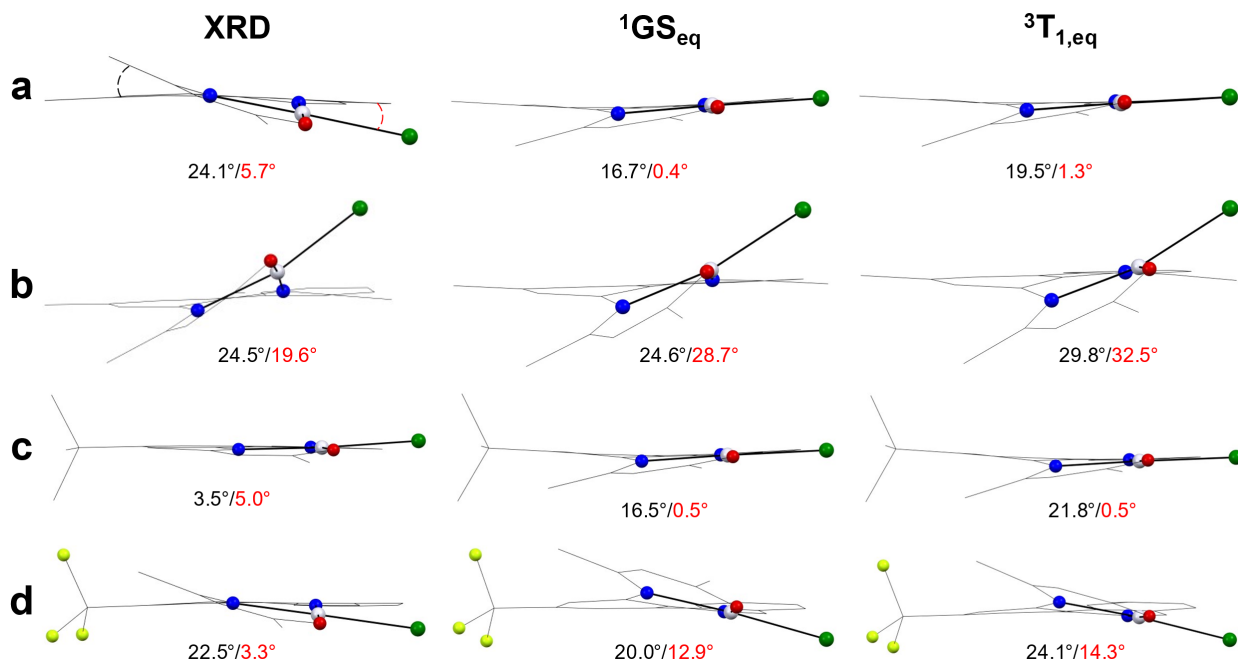 XRD ¹GSeq ³T1,eq
a
24.1°/5.7° 16.7°/0.4° 19.5°/1.3°
b
24.5°/19.6° 24.6°/28.7° 29.8°/32.5°
c
3.5°/5.0° 16.5°/0.5° 21.8°/0.5°
d
22.5°/3.3° 20.0°/12.9° 24.1°/14.3°